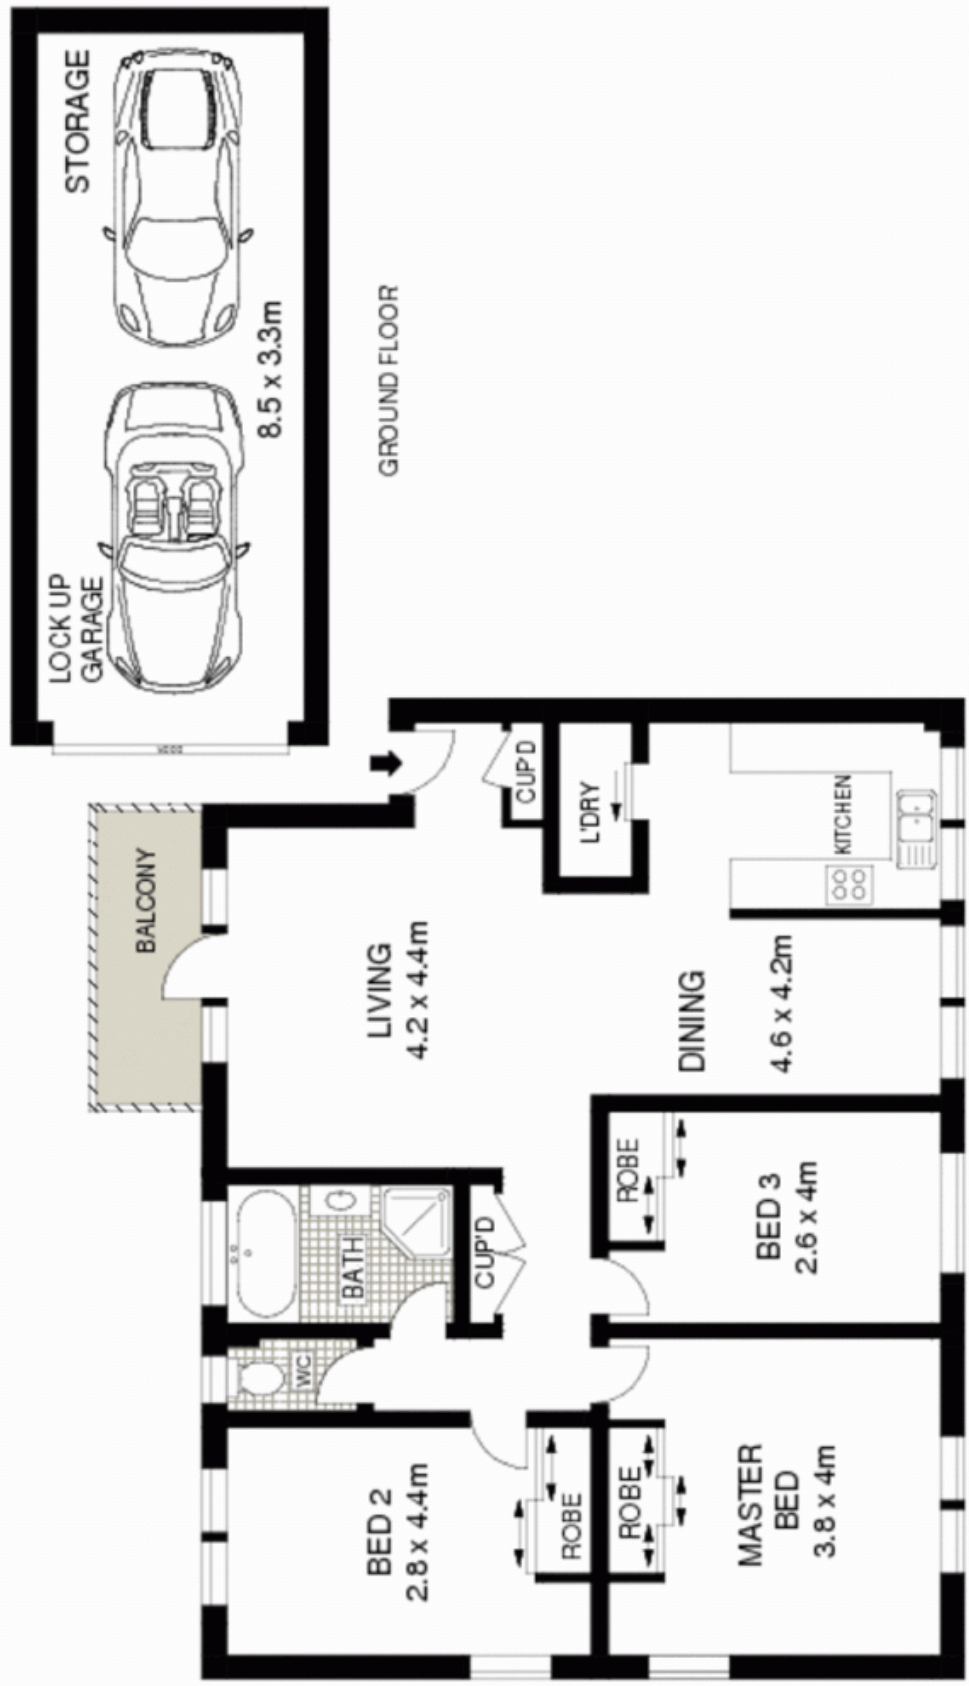 STORAGE
LOCK UP
GARAGE
8.5 x 3.3m
GROUND FLOOR
BALCONY
LIVING
4.2 x 4.4m
CUP'D
L'DRY
KITCHEN
DINING
4.6 x 4.2m
BATH
CUP'D
WC
ROBE
BED 3
2.6 x 4m
BED 2
2.8 x 4.4m
ROBE
ROBE
MASTER
BED
3.8 x 4m